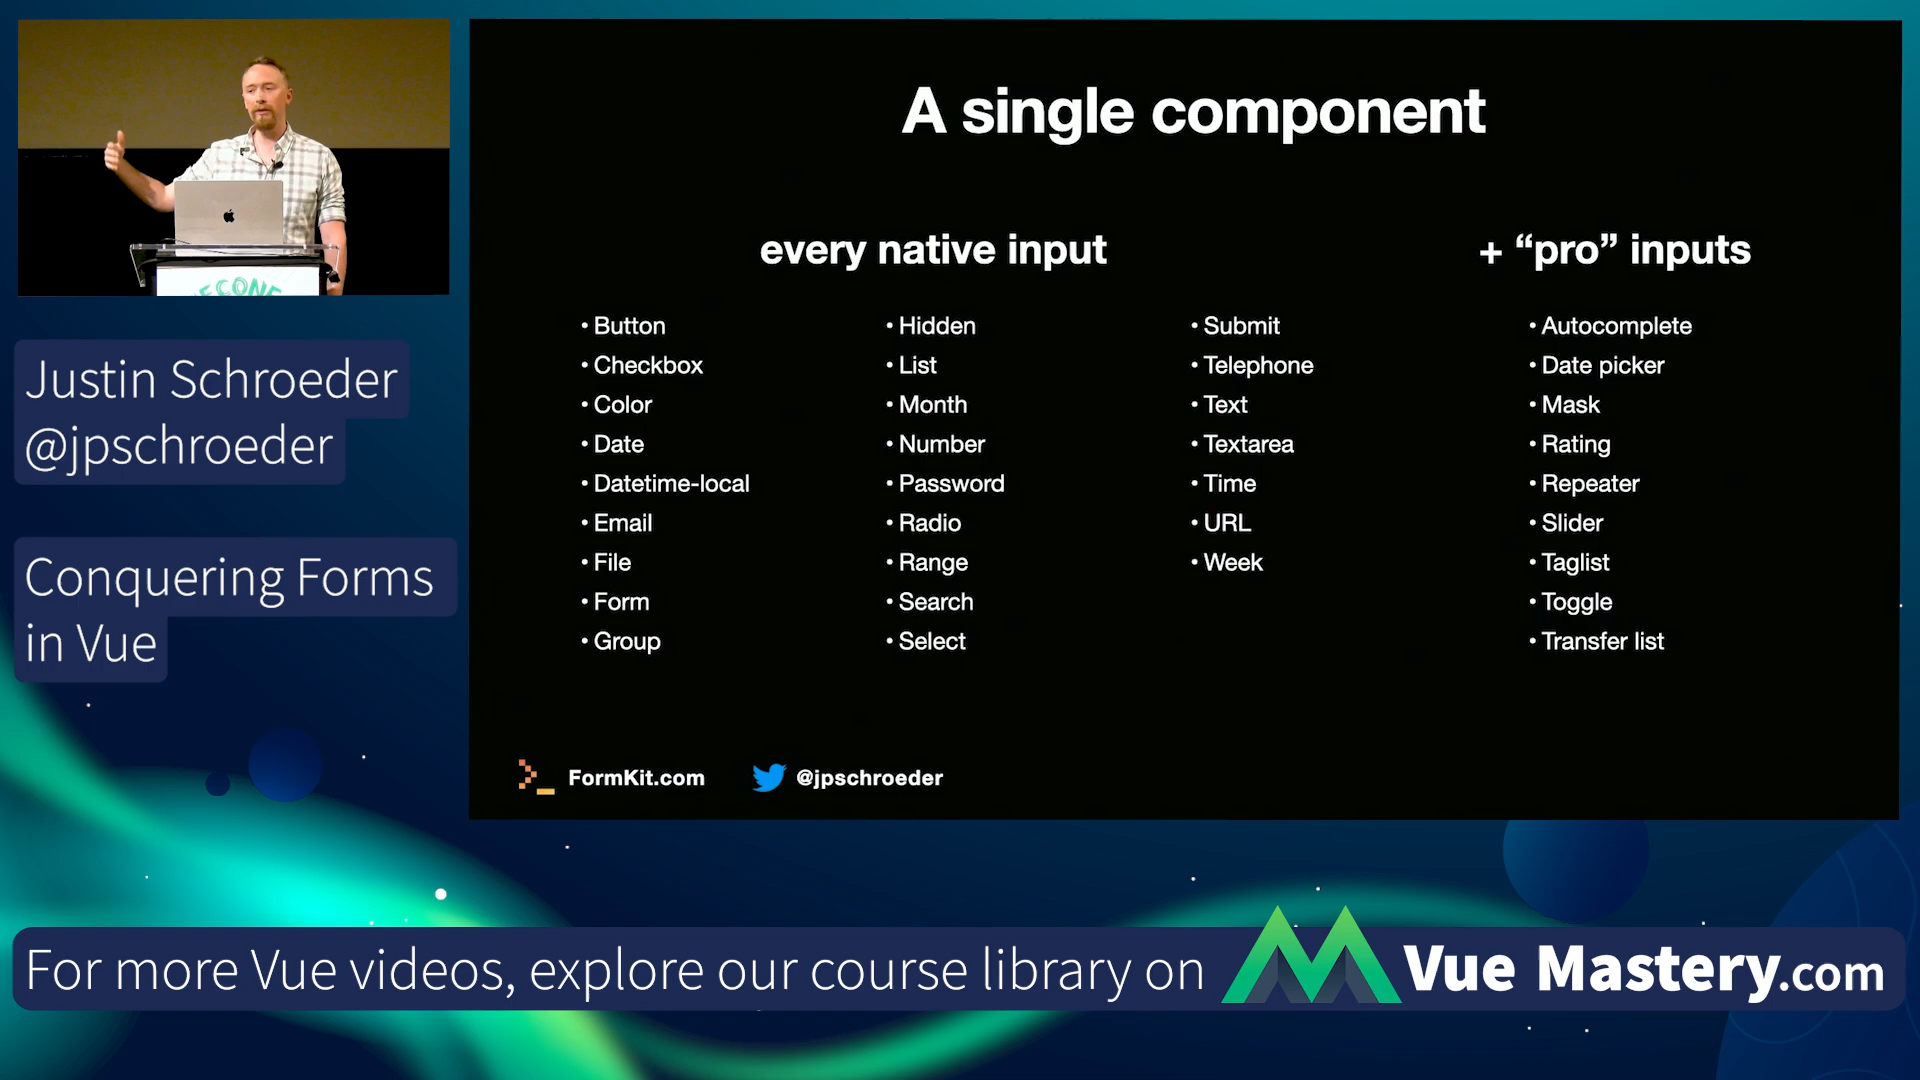 A single component
every native input
+ “pro” inputs
• Button
• Checkbox
• Color
• Date
• Datetime-local
• Email
• File
• Form
• Group
• Hidden
• List
• Month
• Number
• Password
• Radio
• Range
• Search
• Select
• Submit
• Telephone
• Text
• Textarea
• Time
• URL
• Week
• Autocomplete
• Date picker
• Mask
• Rating
• Repeater
• Slider
• Taglist
• Toggle
• Transfer list
FormKit.com
@jpschroeder
Justin Schroeder
@jpschroeder
Conquering Forms
in Vue
For more Vue videos, explore our course library on Vue Mastery.com